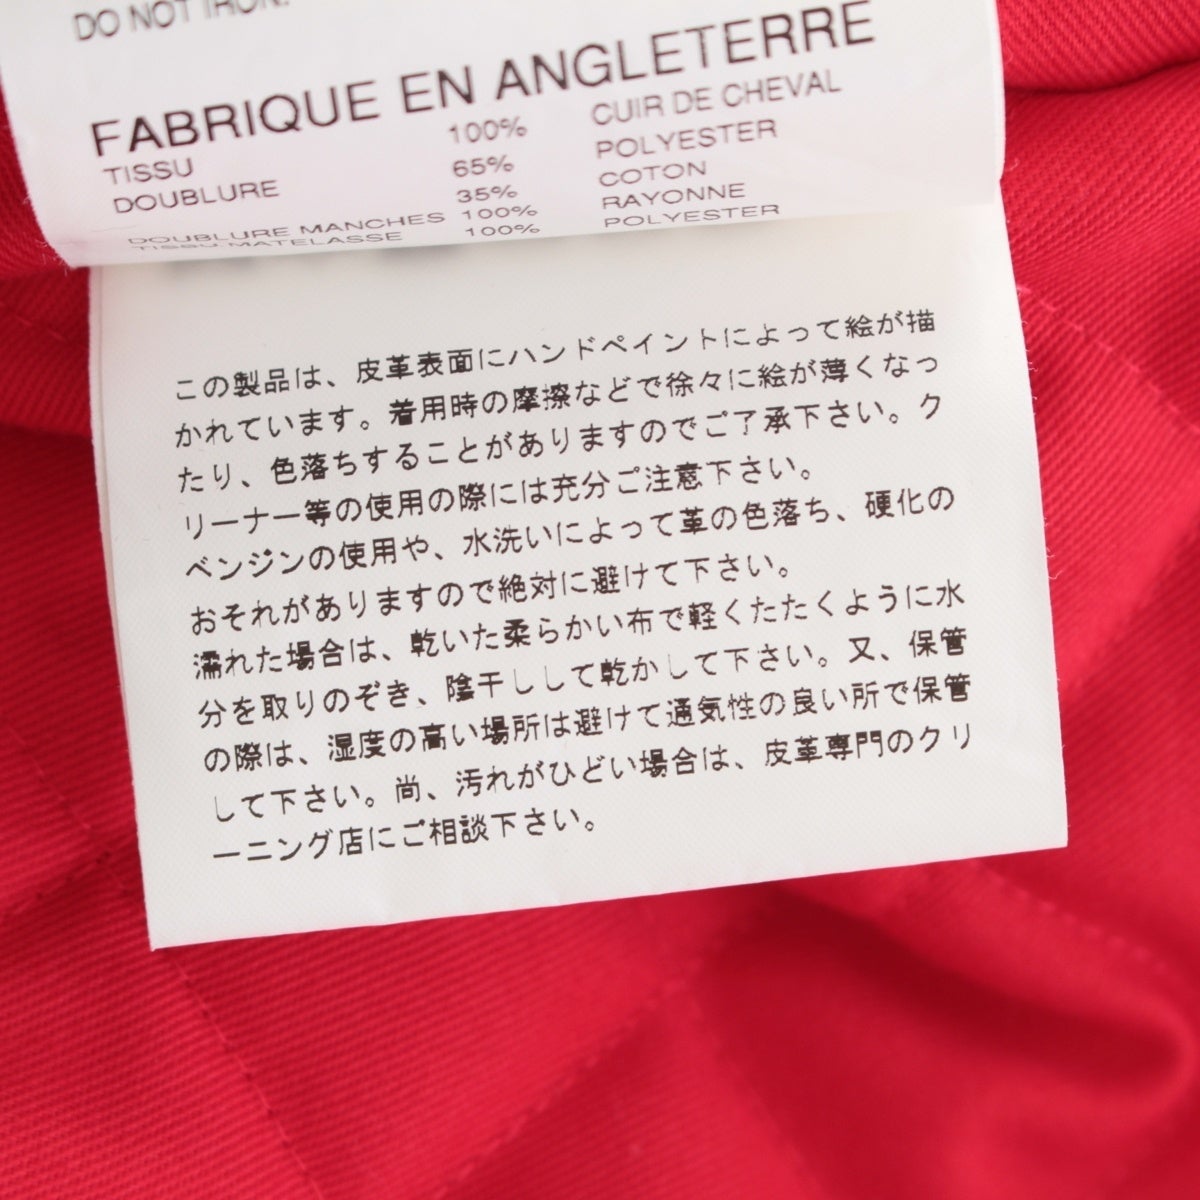 DO NOT IRON.
FABRIQUE EN ANGLETERRE
TISSU 100% CUIR DE CHEVAL
DOUBLURE 65% POLYESTER
35% COTON
DOUBLURE MANCHES 100% RAYONNE
TISSU MATELASSE 100% POLYESTER
この製品は、皮革表面にハンドペイントによって絵が描
かれています。着用時の摩擦などで徐々に絵が薄くなっ
たり、色落ちすることがありますのでご了承下さい。ク
リーナー等の使用の際には充分ご注意下さい。
ベンジンの使用や、水洗いによって革の色落ち、硬化の
おそれがありますので絶対に避けて下さい。
濡れた場合は、乾いた柔らかい布で軽くたたくように水
分を取りのぞき、陰干しして乾かして下さい。又、保管
の際は、湿度の高い場所は避けて通気性の良い所で保管
して下さい。尚、汚れがひどい場合は、皮革専門のクリ
ーニング店にご相談下さい。